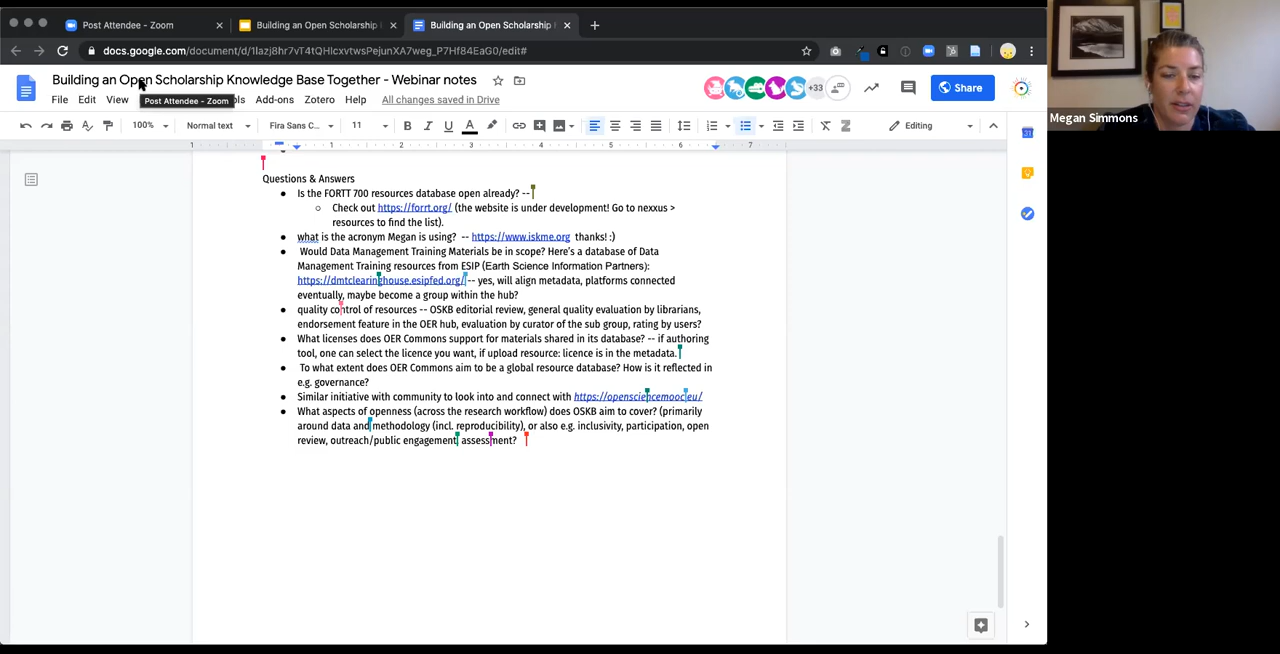 Post Attendee - Zoom
Building an Open Scholarship
Building an Open Scholarship
docs.google.com/document/d/1Iazj8hr7vT4tQHlcxvtwsPejunXA7weg_P7Hf84EaG0/edit#
Building an Open Scholarship Knowledge Base Together - Webinar notes
+33
Share
File Edit View ols Add-ons Zotero Help All changes saved in Drive
Post Attendee - Zoom
100% Normal text Fira Sans C... 11 B I U A Editing
1 1 2 3 4 5 6 7
Megan Simmons
31
Questions & Answers
Is the FORTT 700 resources database open already? --
Check out https://forrt.org/ (the website is under development! Go to nexxus >
resources to find the list).
what is the acronym Megan is using? -- https://www.iskme.org thanks! :)
Would Data Management Training Materials be in scope? Here's a database of Data
Management Training resources from ESIP (Earth Science Information Partners):
https://dmtclearinghouse.esipfed.org/ -- yes, will align metadata, platforms connected
eventually, maybe become a group within the hub?
quality control of resources -- OSKB editorial review, general quality evaluation by librarians,
endorsement feature in the OER hub, evaluation by curator of the sub group, rating by users?
What licenses does OER Commons support for materials shared in its database? -- if authoring
tool, one can select the licence you want, if upload resource: licence is in the metadata.
To what extent does OER Commons aim to be a global resource database? How is it reflected in
e.g. governance?
Similar initiative with community to look into and connect with https://opensciencemooc.eu/
What aspects of openness (across the research workflow) does OSKB aim to cover? (primarily
around data and methodology (incl. reproducibility), or also e.g. inclusivity, participation, open
review, outreach/public engagement, assessment?